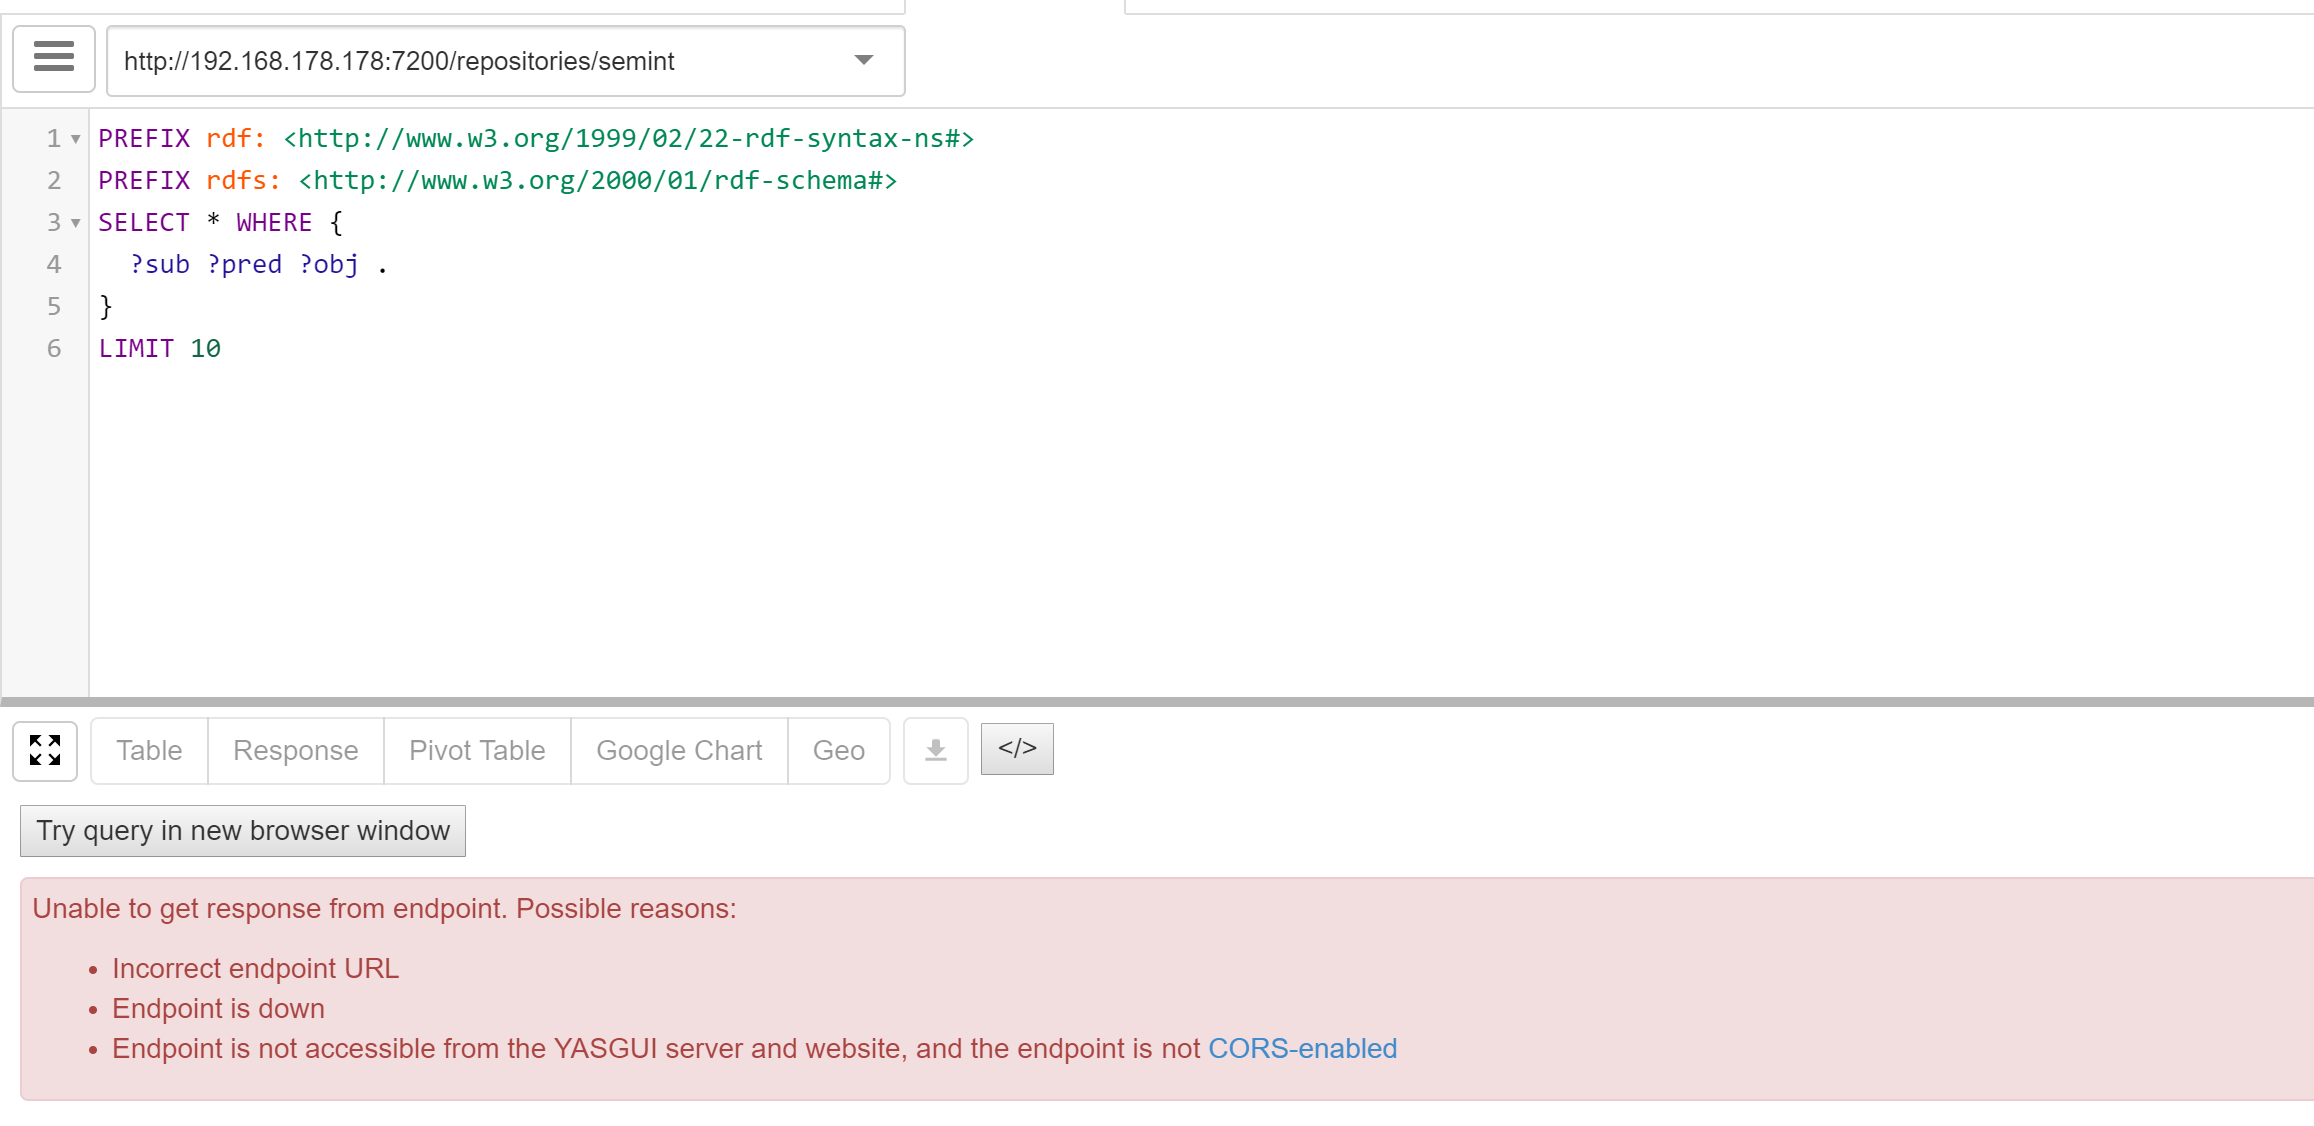 http://192.168.178.178:7200/repositories/semint
1 PREFIX rdf: <http://www.w3.org/1999/02/22-rdf-syntax-ns#>
2 PREFIX rdfs: <http://www.w3.org/2000/01/rdf-schema#>
3 SELECT * WHERE {
4 ?sub ?pred ?obj .
5 }
6 LIMIT 10
Table Response Pivot Table Google Chart Geo </>
Try query in new browser window
Unable to get response from endpoint. Possible reasons:
• Incorrect endpoint URL
• Endpoint is down
• Endpoint is not accessible from the YASGUI server and website, and the endpoint is not CORS-enabled